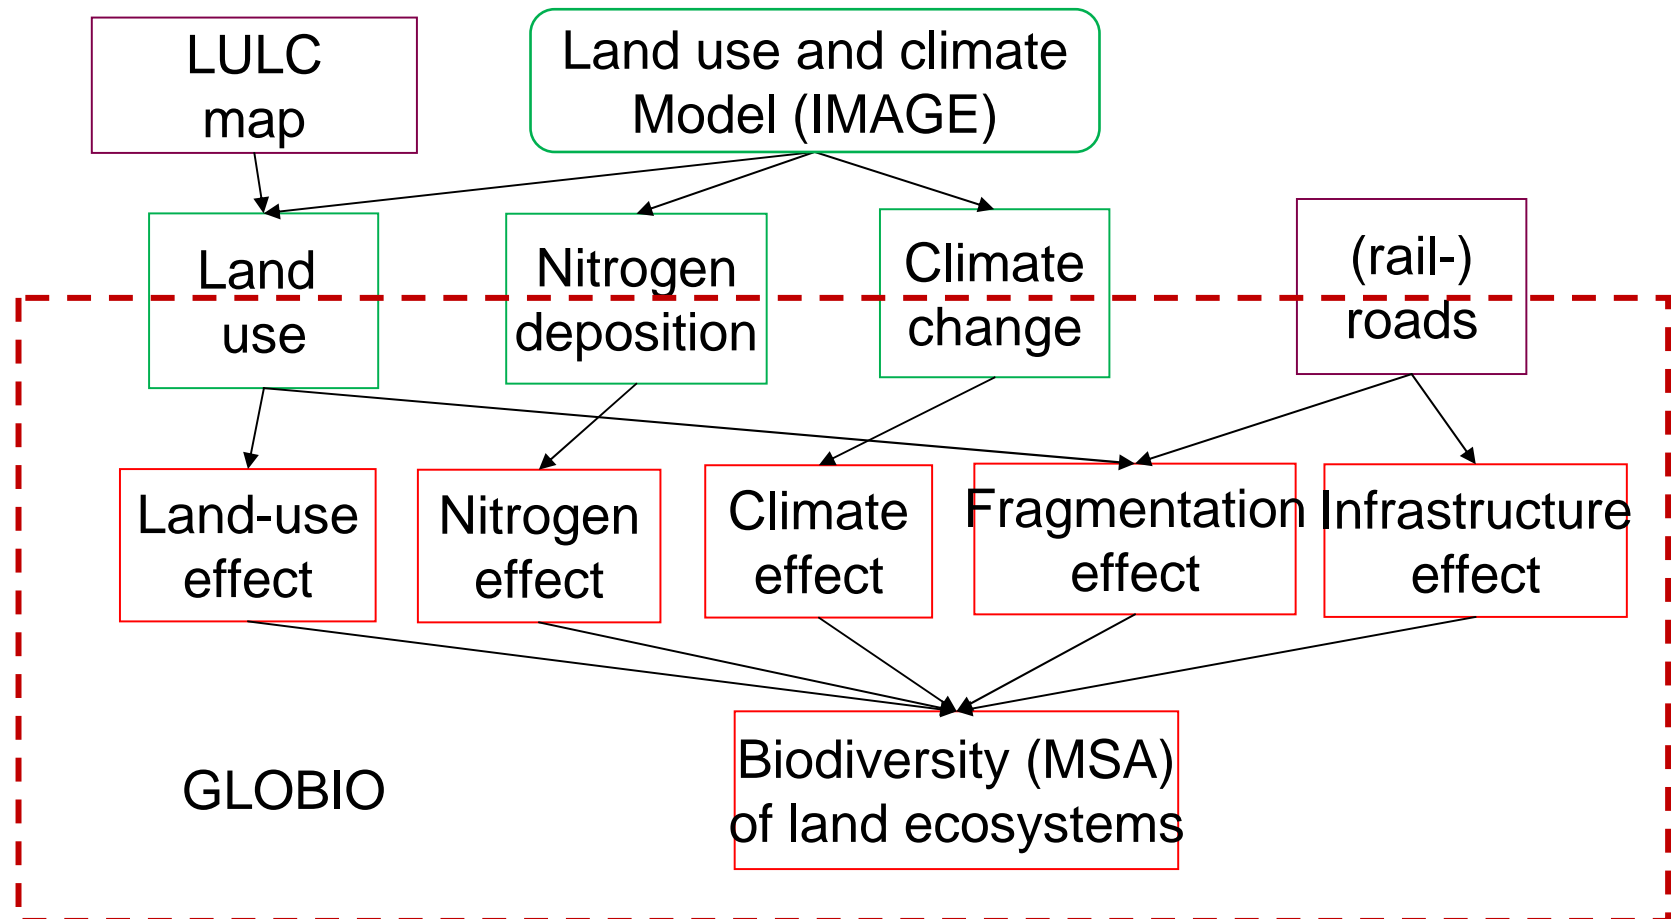 LULC
map
Land use and climate
Model (IMAGE)
Land
use
Nitrogen
deposition
Climate
change
(rail-)
roads
Land-use
effect
Nitrogen
effect
Climate
effect
Fragmentation
effect
Infrastructure
effect
GLOBIO
Biodiversity (MSA)
of land ecosystems